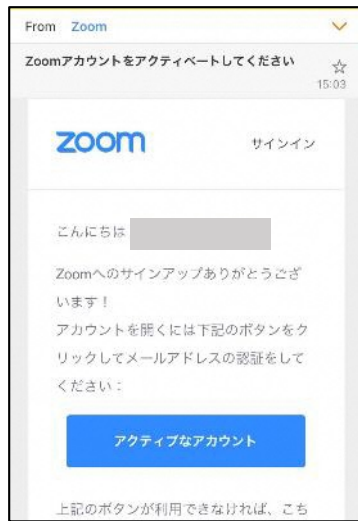 From Zoom
Zoomアカウントをアクティベートしてください
15:03
zoom サインイン
こんにちは
Zoomへのサインアップありがとうござ
います！
アカウントを開くには下記のボタンをク
リックしてメールアドレスの認証をして
ください：
アクティブなアカウント
上記のボタンが利用できなければ、こち